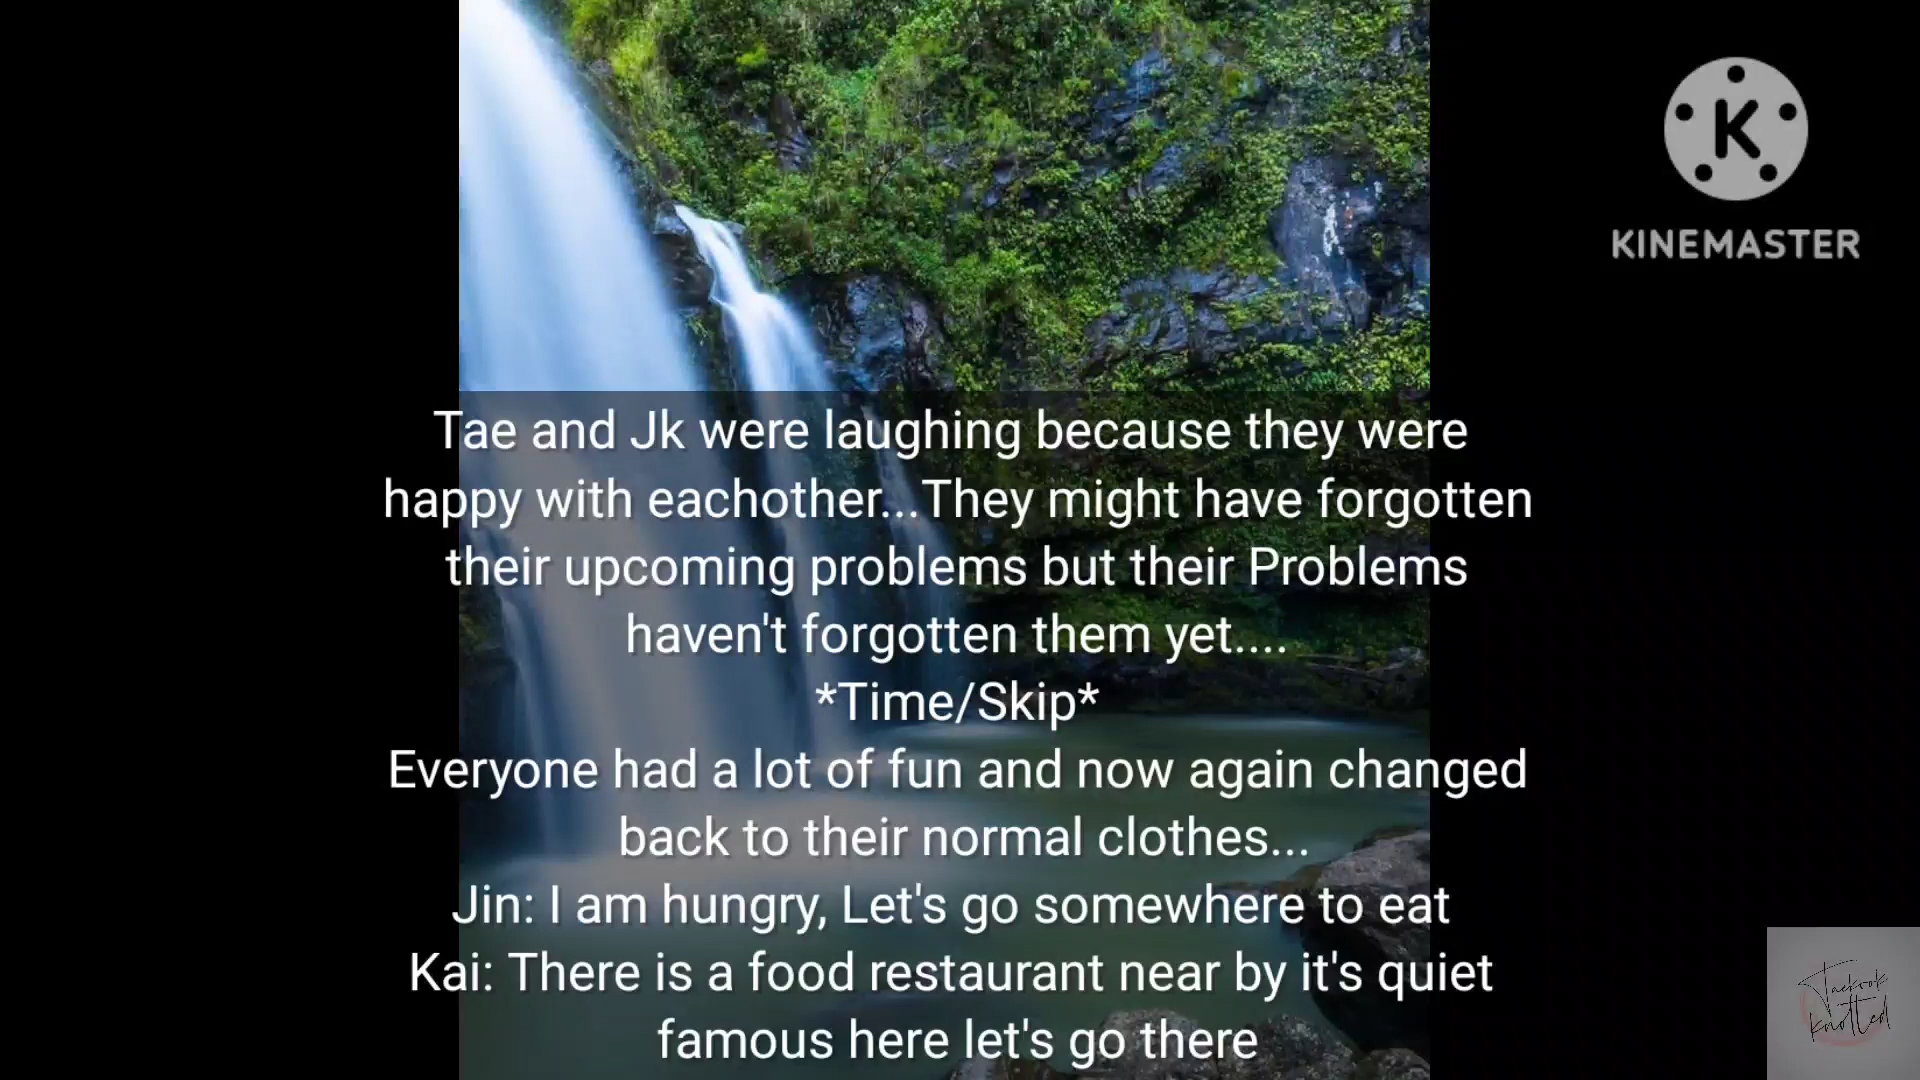 K
KINEMASTER
Tae and Jk were laughing because they were
happy with eachother...They might have forgotten
their upcoming problems but their Problems
haven't forgotten them yet....
*Time/Skip*
Everyone had a lot of fun and now again changed
back to their normal clothes...
Jin: I am hungry, Let's go somewhere to eat
Kai: There is a food restaurant near by it's quiet
famous here let's go there
Taekook
knotted